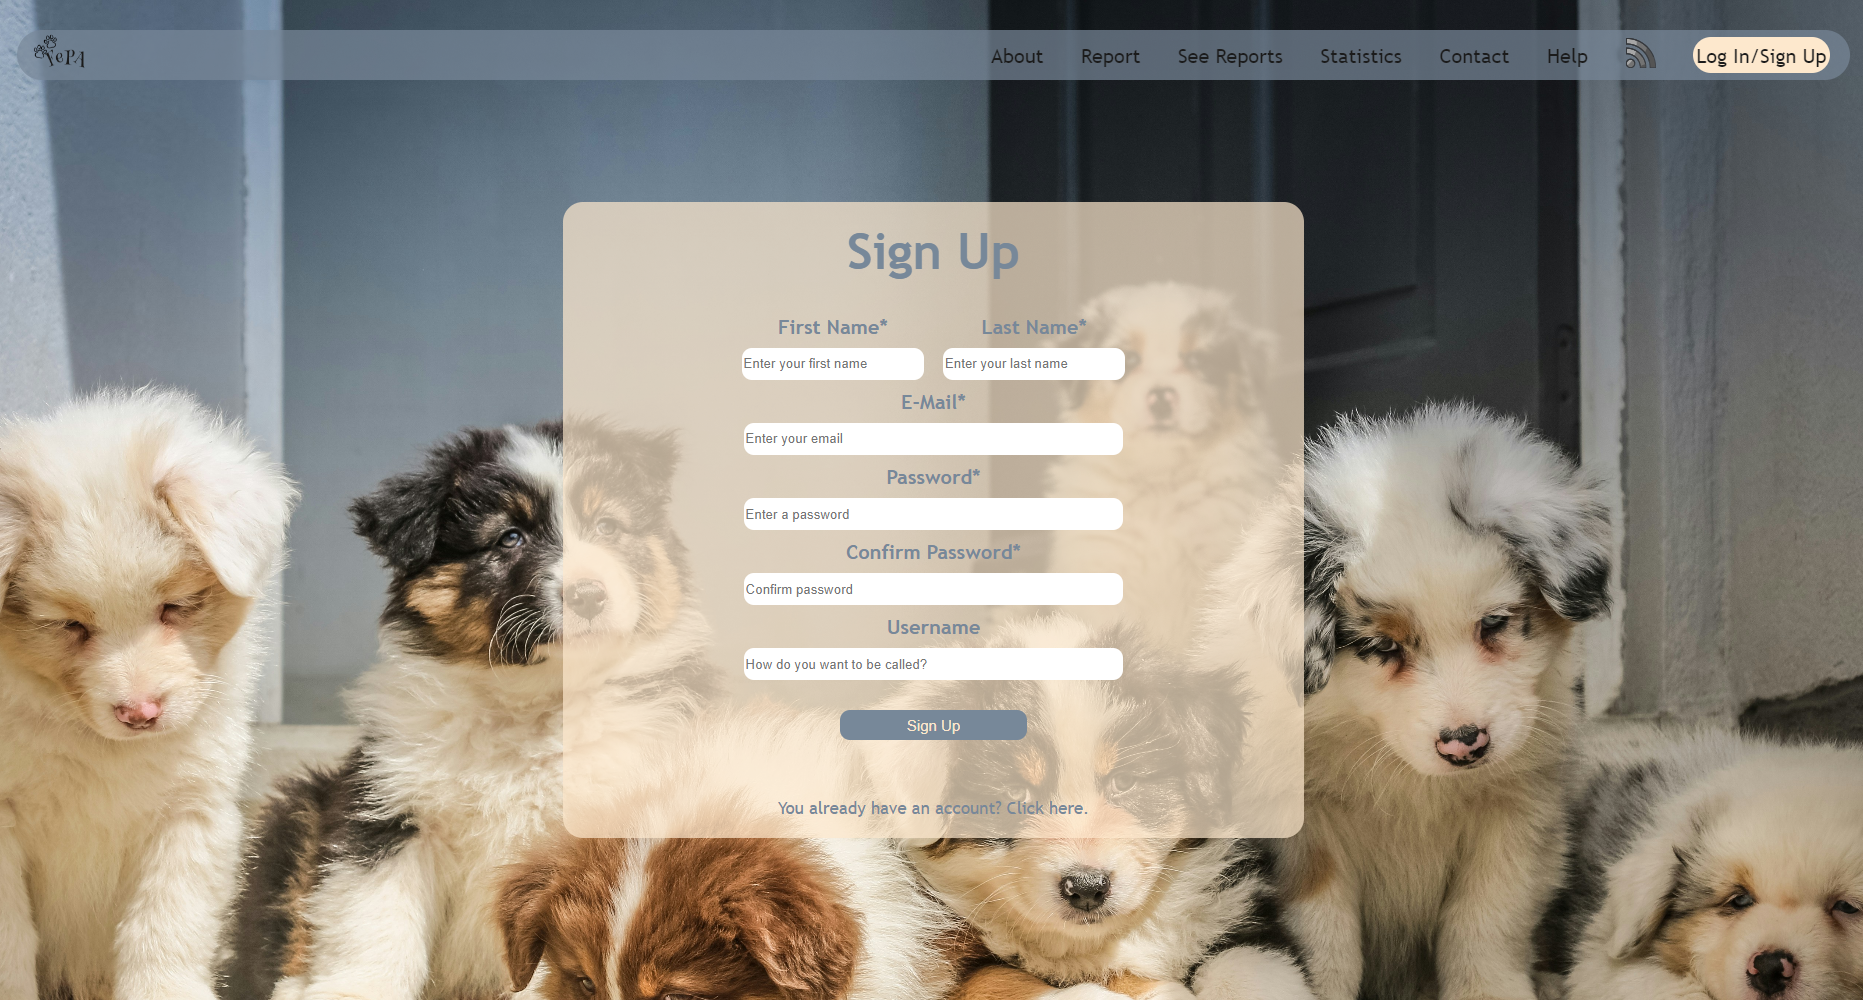 VePA
About Report See Reports Statistics Contact Help Log In/Sign Up
Sign Up
First Name* Last Name*
Enter your first name Enter your last name
E-Mail*
Enter your email
Password*
Enter a password
Confirm Password*
Confirm password
Username
How do you want to be called?
Sign Up
You already have an account? Click here.